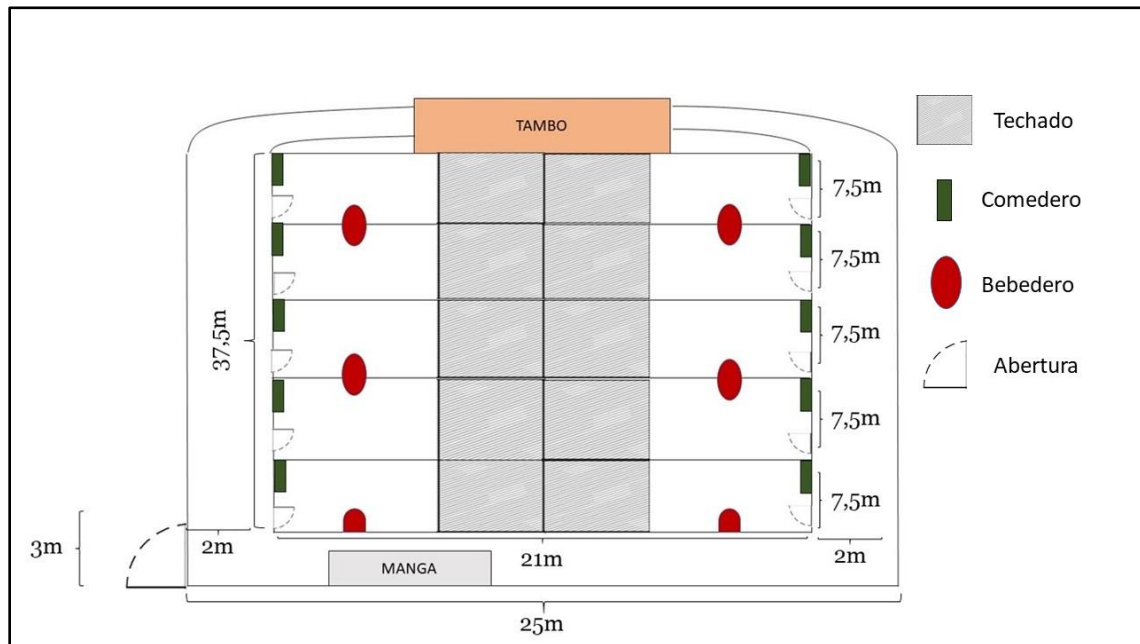 TAMBO
Techado
7,5m
Comedero
7,5m
Bebedero
7,5m
37,5m
Abertura
7,5m
7,5m
3m
2m
21m
2m
MANGA
25m